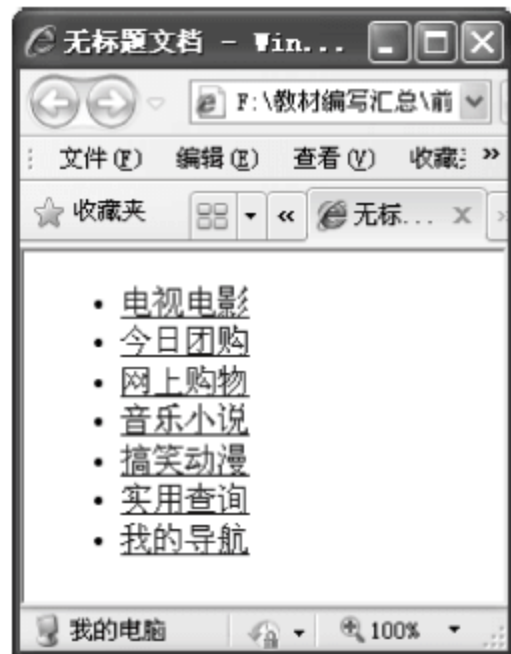 无标题文档 - Win...
F:\教材编写汇总\前
文件(F) 编辑(E) 查看(V) 收藏 »
收藏夹 « 无标... x »
• 电视电影
• 今日团购
• 网上购物
• 音乐小说
• 搞笑动漫
• 实用查询
• 我的导航
我的电脑 100%